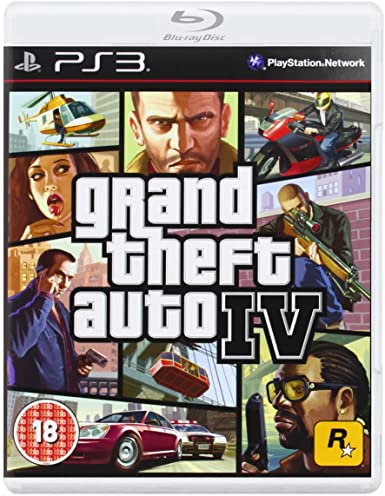 Blu-ray Disc
PS3
PlayStation®Network
grand
theft
auto
IV
18
R★